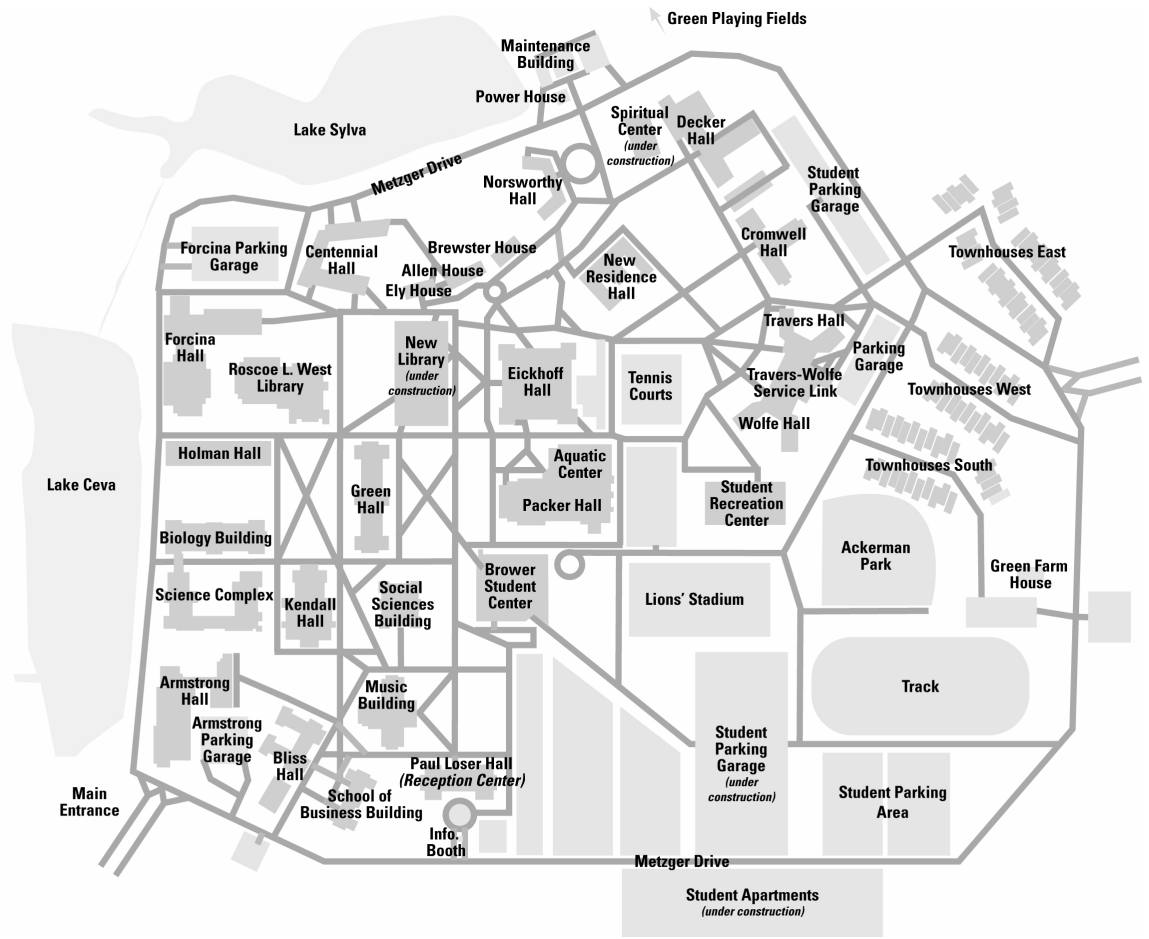 Green Playing Fields
Maintenance
Building
Power House
Spiritual
Center
(under
construction)
Decker
Hall
Lake Sylva
Metzger Drive
Norsworthy
Hall
Student
Parking
Garage
Forcina Parking
Garage
Centennial
Hall
Brewster House
Allen House
Ely House
New
Residence
Hall
Cromwell
Hall
Townhouses East
Forcina
Hall
Roscoe L. West
Library
New
Library
(under
construction)
Eickhoff
Hall
Tennis
Courts
Travers Hall
Travers-Wolfe
Service Link
Wolfe Hall
Parking
Garage
Townhouses West
Holman Hall
Lake Ceva
Green
Hall
Aquatic
Center
Packer Hall
Student
Recreation
Center
Townhouses South
Biology Building
Ackerman
Park
Green Farm
House
Science Complex
Kendall
Hall
Social
Sciences
Building
Brower
Student
Center
Lions' Stadium
Armstrong
Hall
Armstrong
Parking
Garage
Music
Building
Track
Bliss
Hall
Paul Loser Hall
(Reception Center)
Student
Parking
Garage
(under
construction)
Main
Entrance
School of
Business Building
Student Parking
Area
Info.
Booth
Metzger Drive
Student Apartments
(under construction)